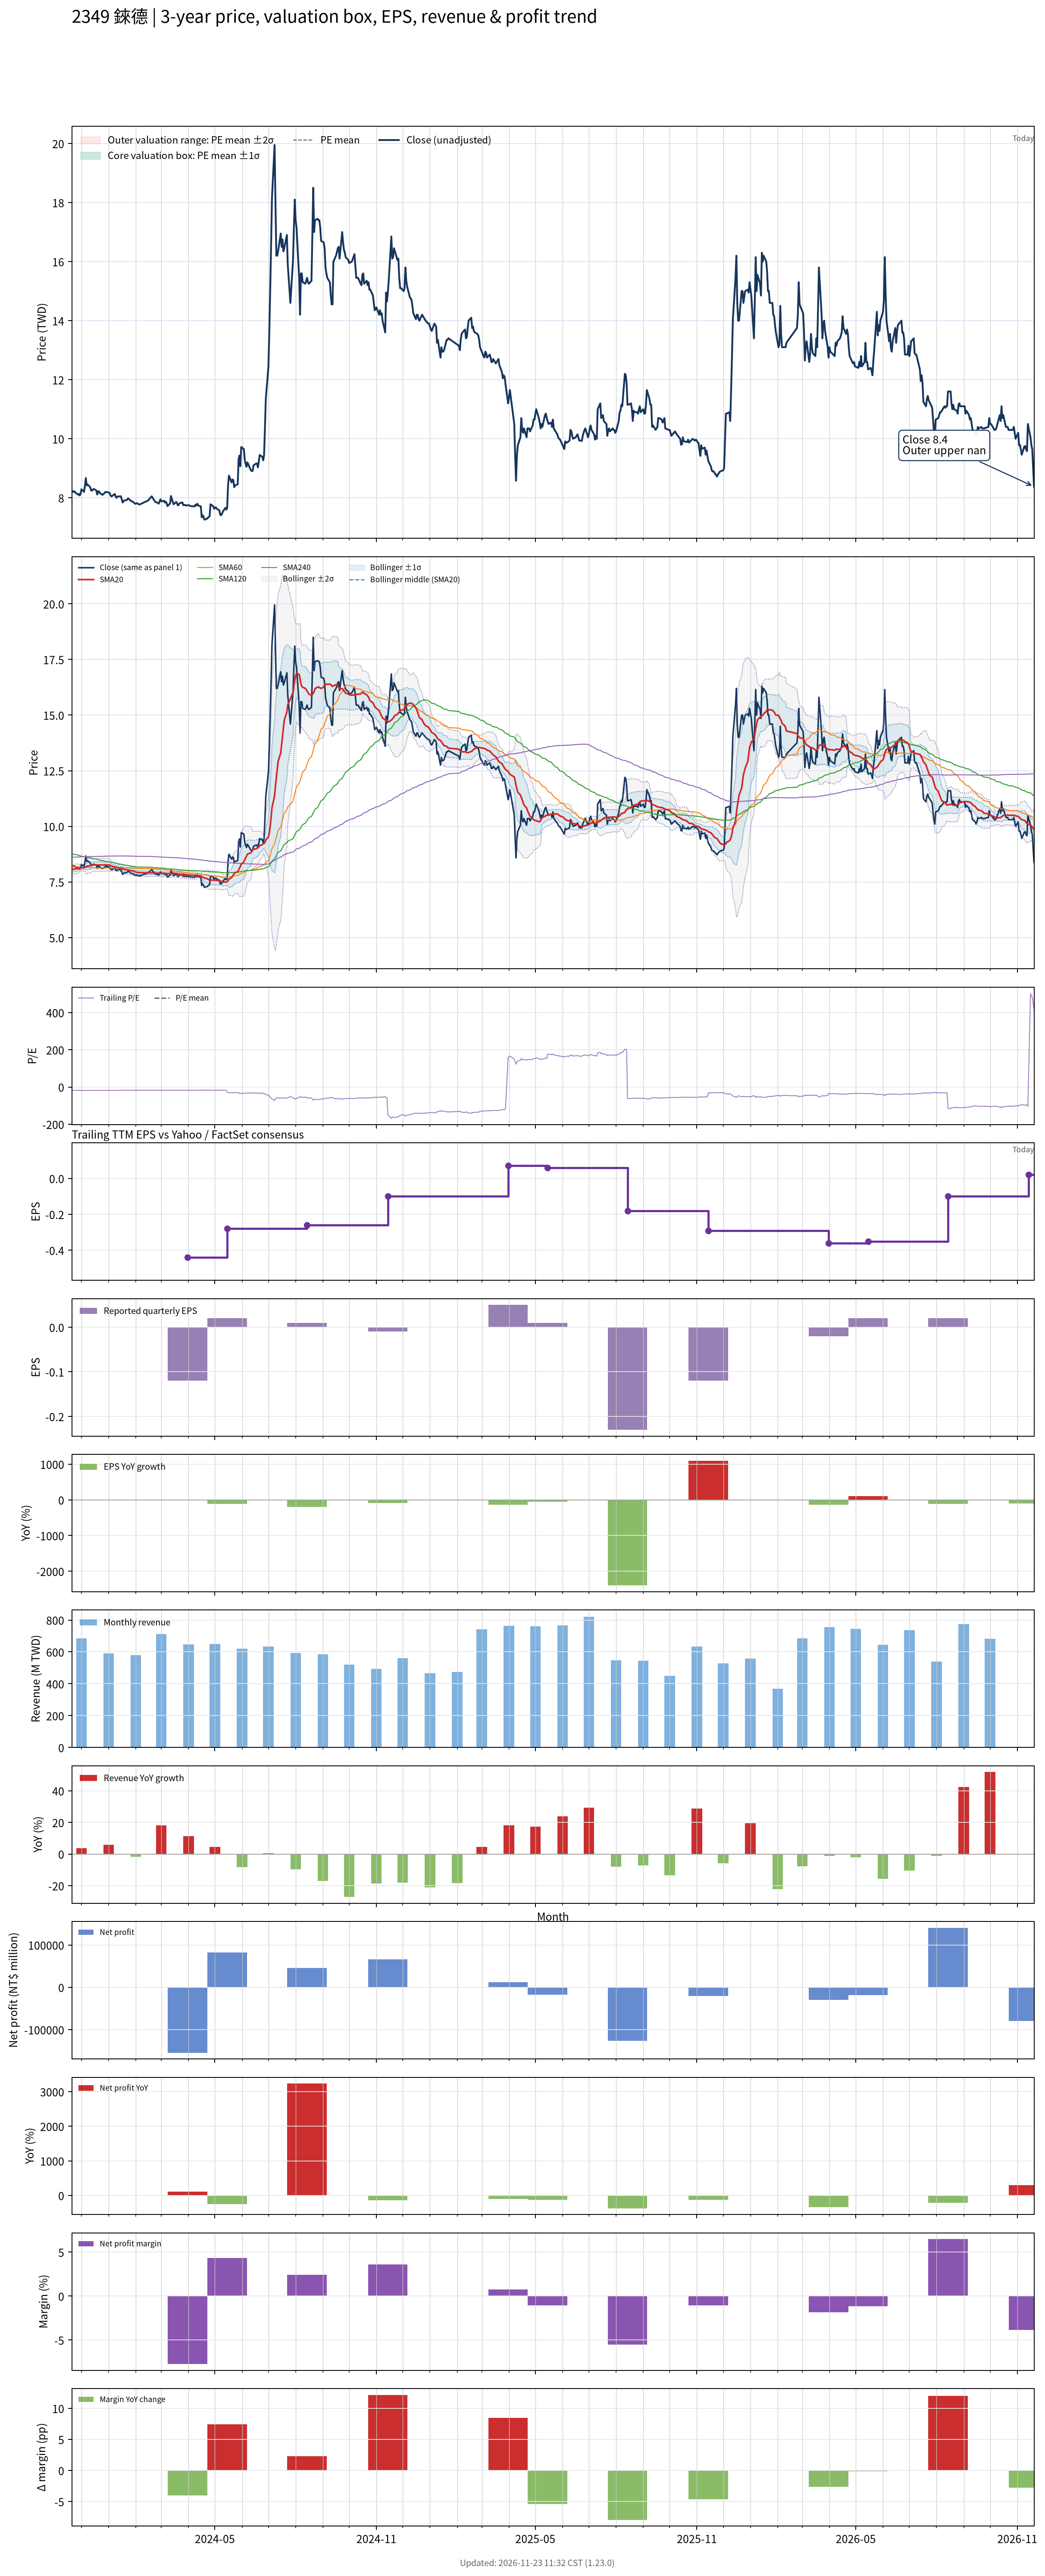 2349 錸德 | 3-year price, valuation box, EPS, revenue & profit trend
Outer valuation range: PE mean ±2σ
Core valuation box: PE mean ±1σ
PE mean
Close (unadjusted)
Today
Price (TWD)
20
18
16
14
12
10
8
Close 8.4
Outer upper nan
Close (same as panel 1)
SMA20
SMA60
SMA120
SMA240
Bollinger ±2σ
Bollinger ±1σ
Bollinger middle (SMA20)
Price
20.0
17.5
15.0
12.5
10.0
7.5
5.0
Trailing P/E
P/E mean
P/E
400
200
0
-200
Trailing TTM EPS vs Yahoo / FactSet consensus
Today
EPS
0.0
-0.2
-0.4
Reported quarterly EPS
EPS
0.0
-0.1
-0.2
EPS YoY growth
YoY (%)
1000
0
-1000
-2000
Monthly revenue
Revenue (M TWD)
800
600
400
200
0
Revenue YoY growth
YoY (%)
40
20
0
-20
Month
Net profit
Net profit (NT$ million)
100000
0
-100000
Net profit YoY
YoY (%)
3000
2000
1000
0
Net profit margin
Margin (%)
5
0
-5
Margin YoY change
Δ margin (pp)
10
5
0
-5
2024-05
2024-11
2025-05
2025-11
2026-05
2026-11
Updated: 2026-11-23 11:32 CST (1.23.0)